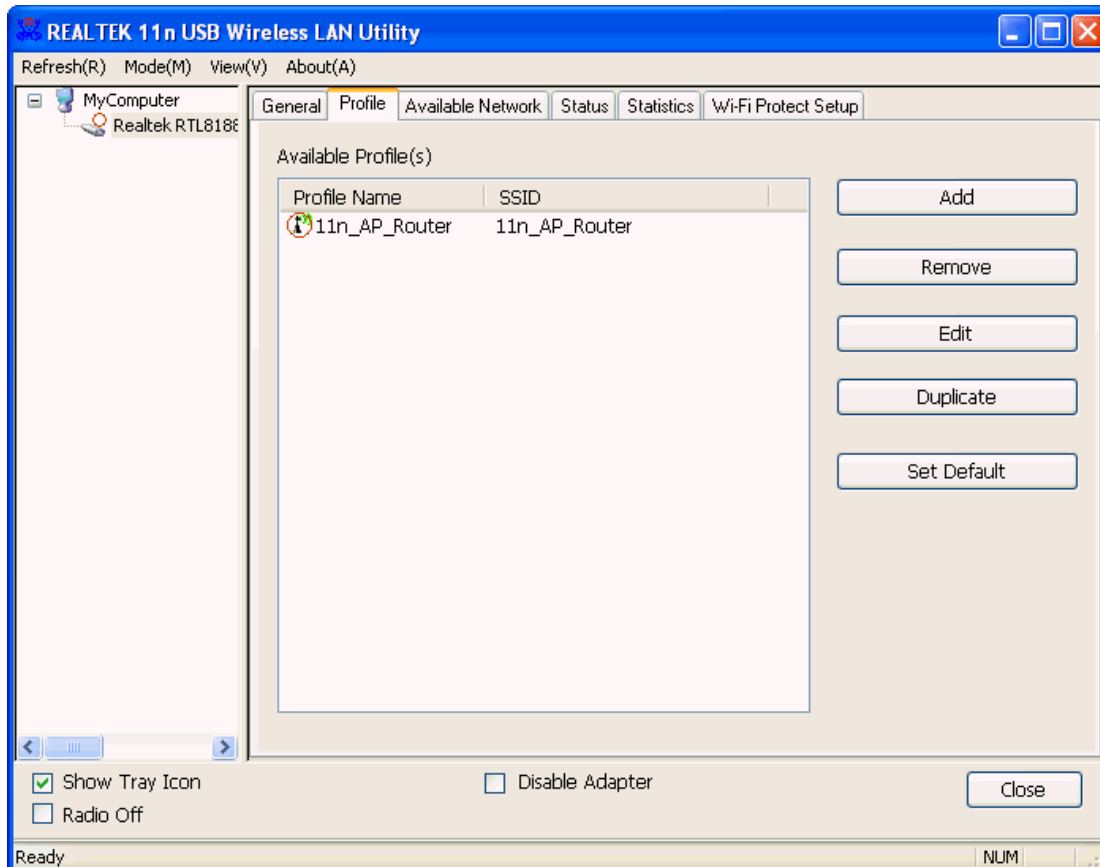 REALTEK 11n USB Wireless LAN Utility
Refresh(R) Mode(M) View(V) About(A)
MyComputer
Realtek RTL8188
General Profile Available Network Status Statistics Wi-Fi Protect Setup
Available Profile(s)
Profile Name SSID
11n_AP_Router 11n_AP_Router
Add
Remove
Edit
Duplicate
Set Default
Show Tray Icon
Radio Off
Disable Adapter
Close
Ready
NUM